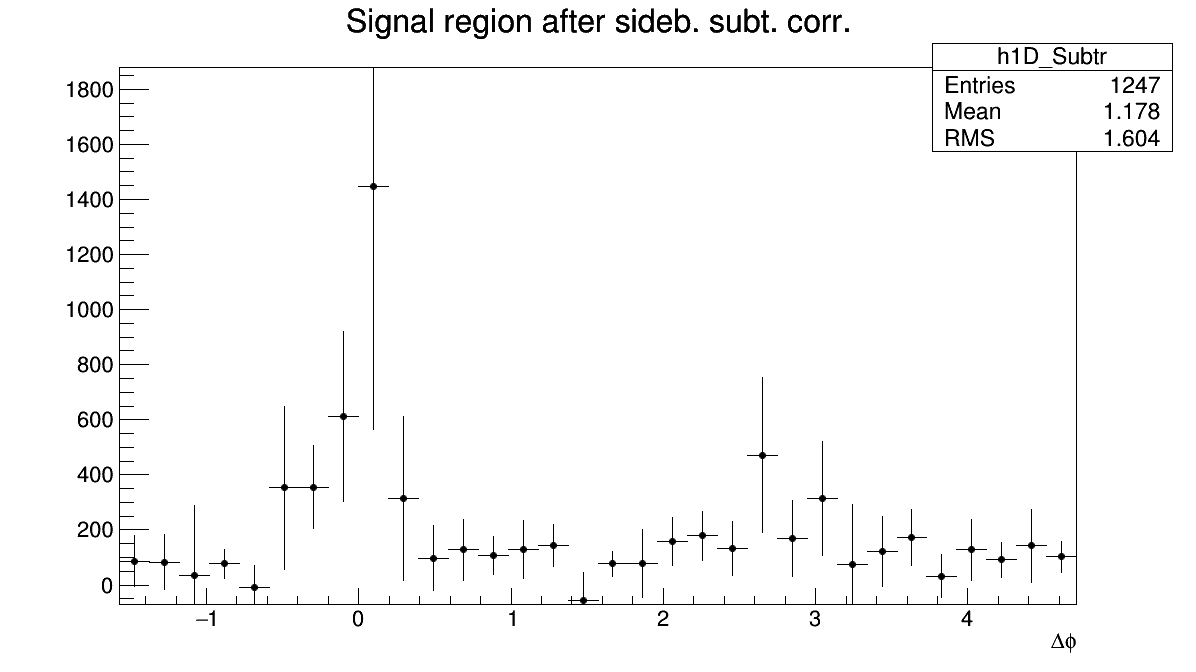 Signal region after sideb. subt. corr.
h1D_Subtr
Entries 1247
Mean 1.178
RMS 1.604
1800
1600
1400
1200
1000
800
600
400
200
0
−1 0 1 2 3 4
Δϕ